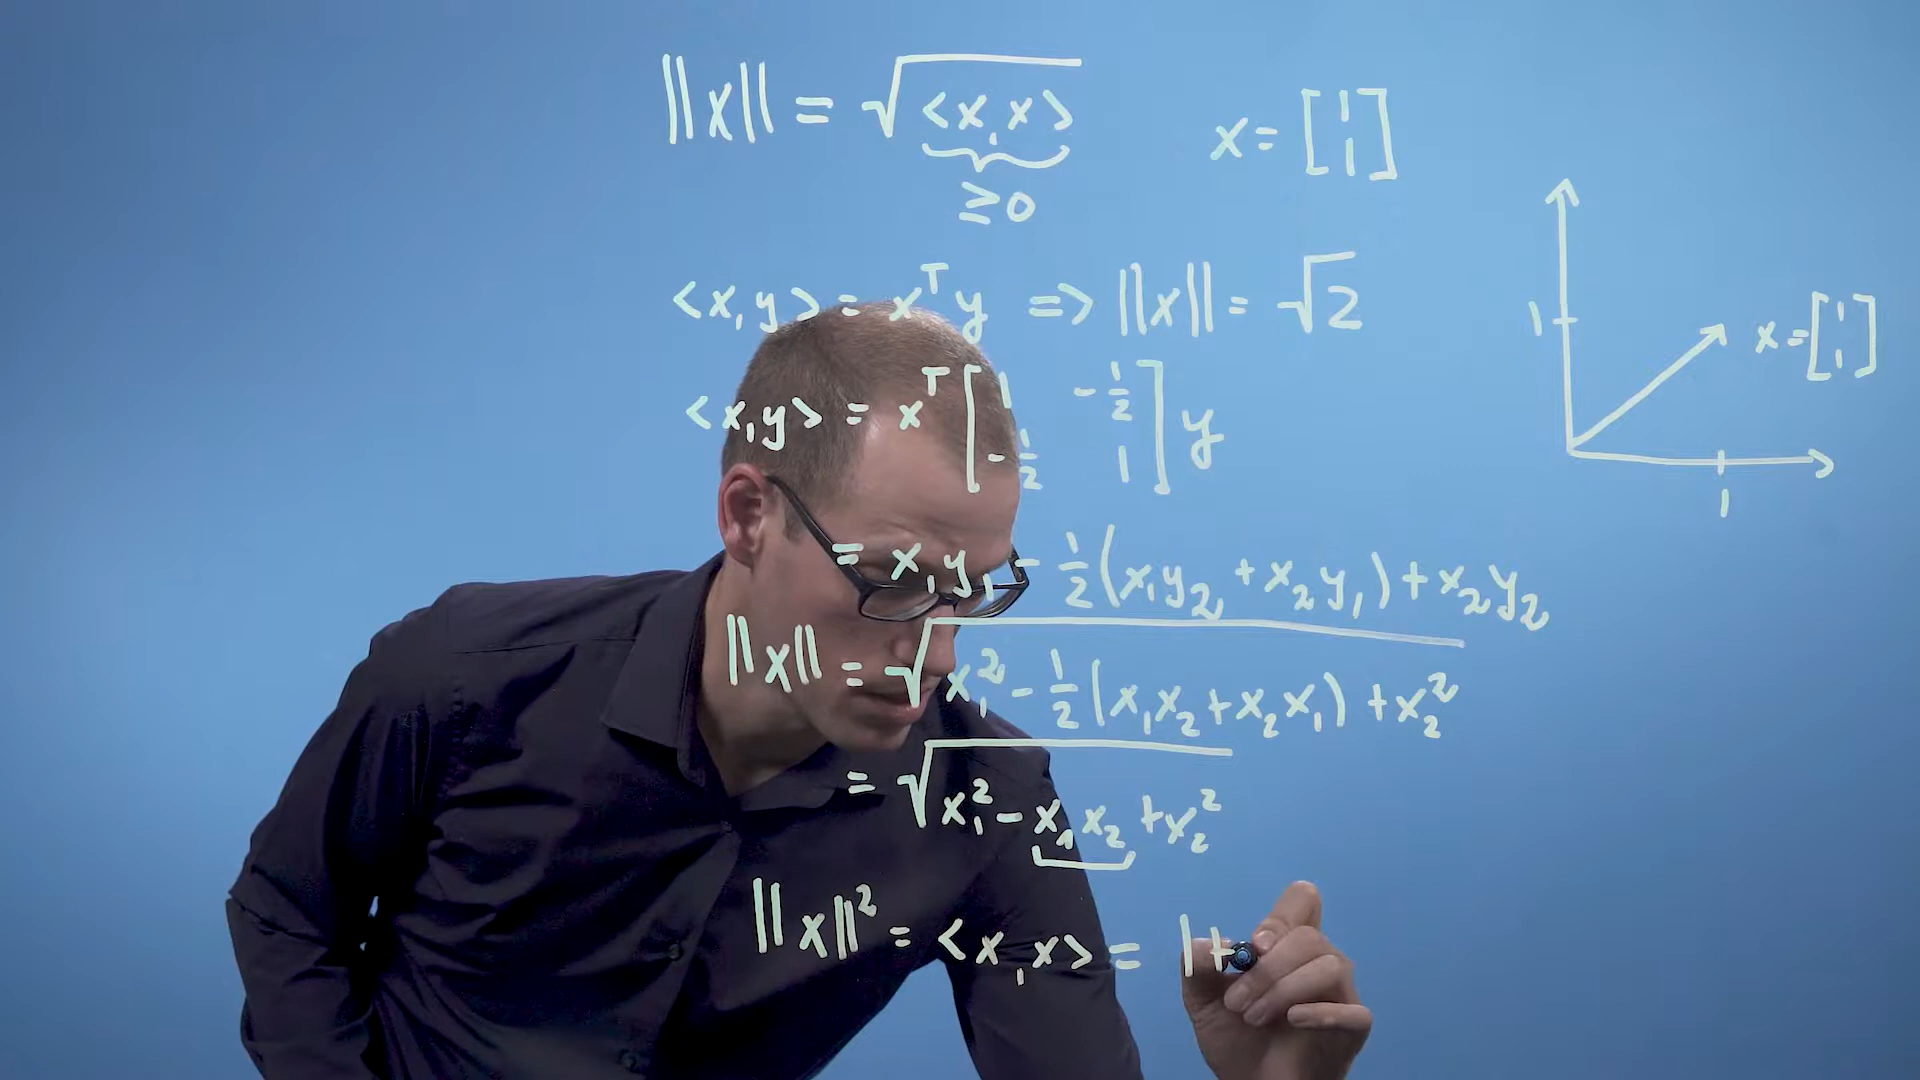 ||x|| = √<x,x>
≥0
x = [1 1]
<x,y> = xᵀy => ||x|| = √2
<x,y> = xᵀ [1 -1/2 -1/2 1] y
= x₁y₁ - 1/2(x₁y₂ + x₂y₁) + x₂y₂
||x|| = √x₁² - 1/2(x₁x₂ + x₂x₁) + x₂²
= √x₁² - x₁x₂ + x₂²
||x||² = <x,x> = 1+
1
x = [1 1]
1